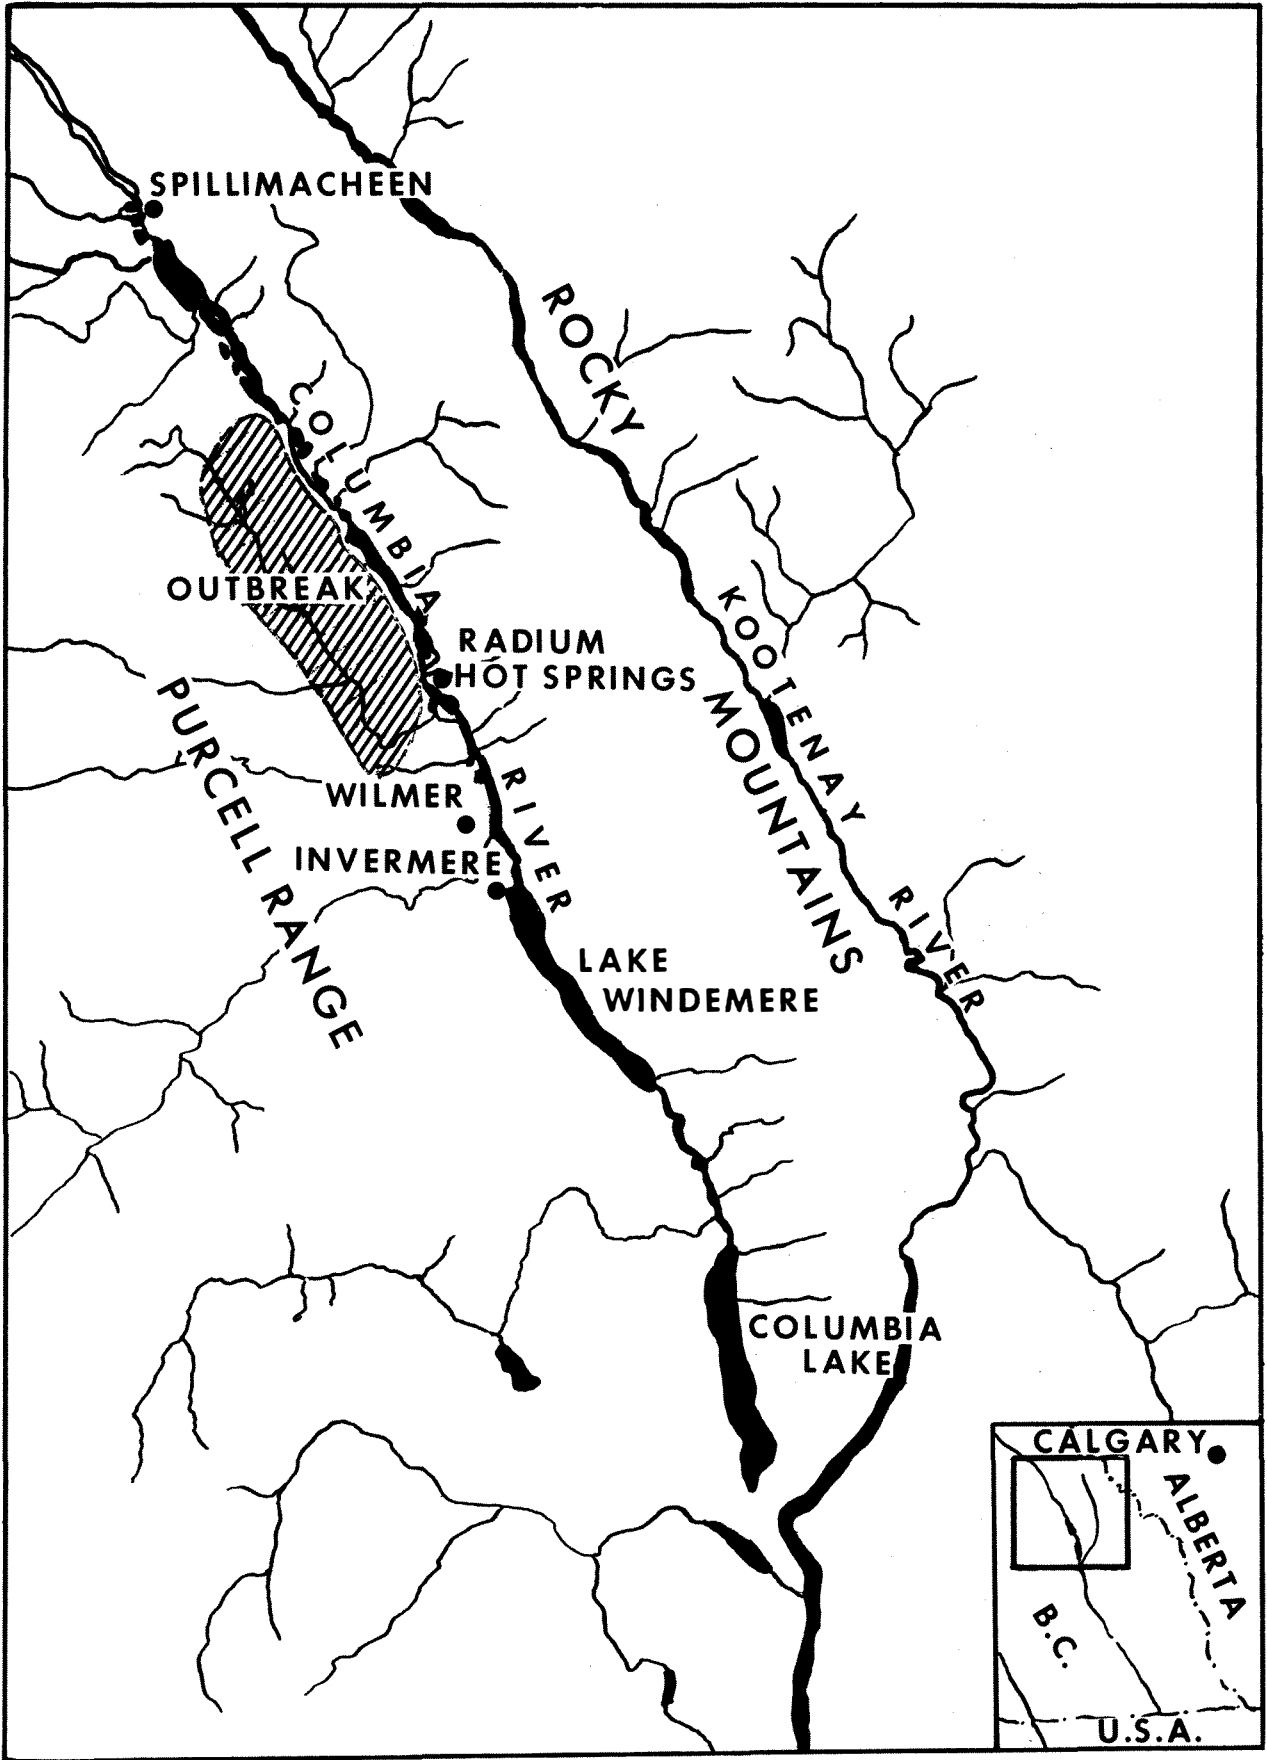 SPILLIMACHEEN
ROCKY
MOUNTAINS
COLUMBIA
RIVER
OUTBREAK
RADIUM
HOT SPRINGS
KOOTENAY
RIVER
PURCELL RANGE
WILMER
INVERMERE
LAKE
WINDEMERE
COLUMBIA
LAKE
CALGARY
ALBERTA
B.C.
U.S.A.